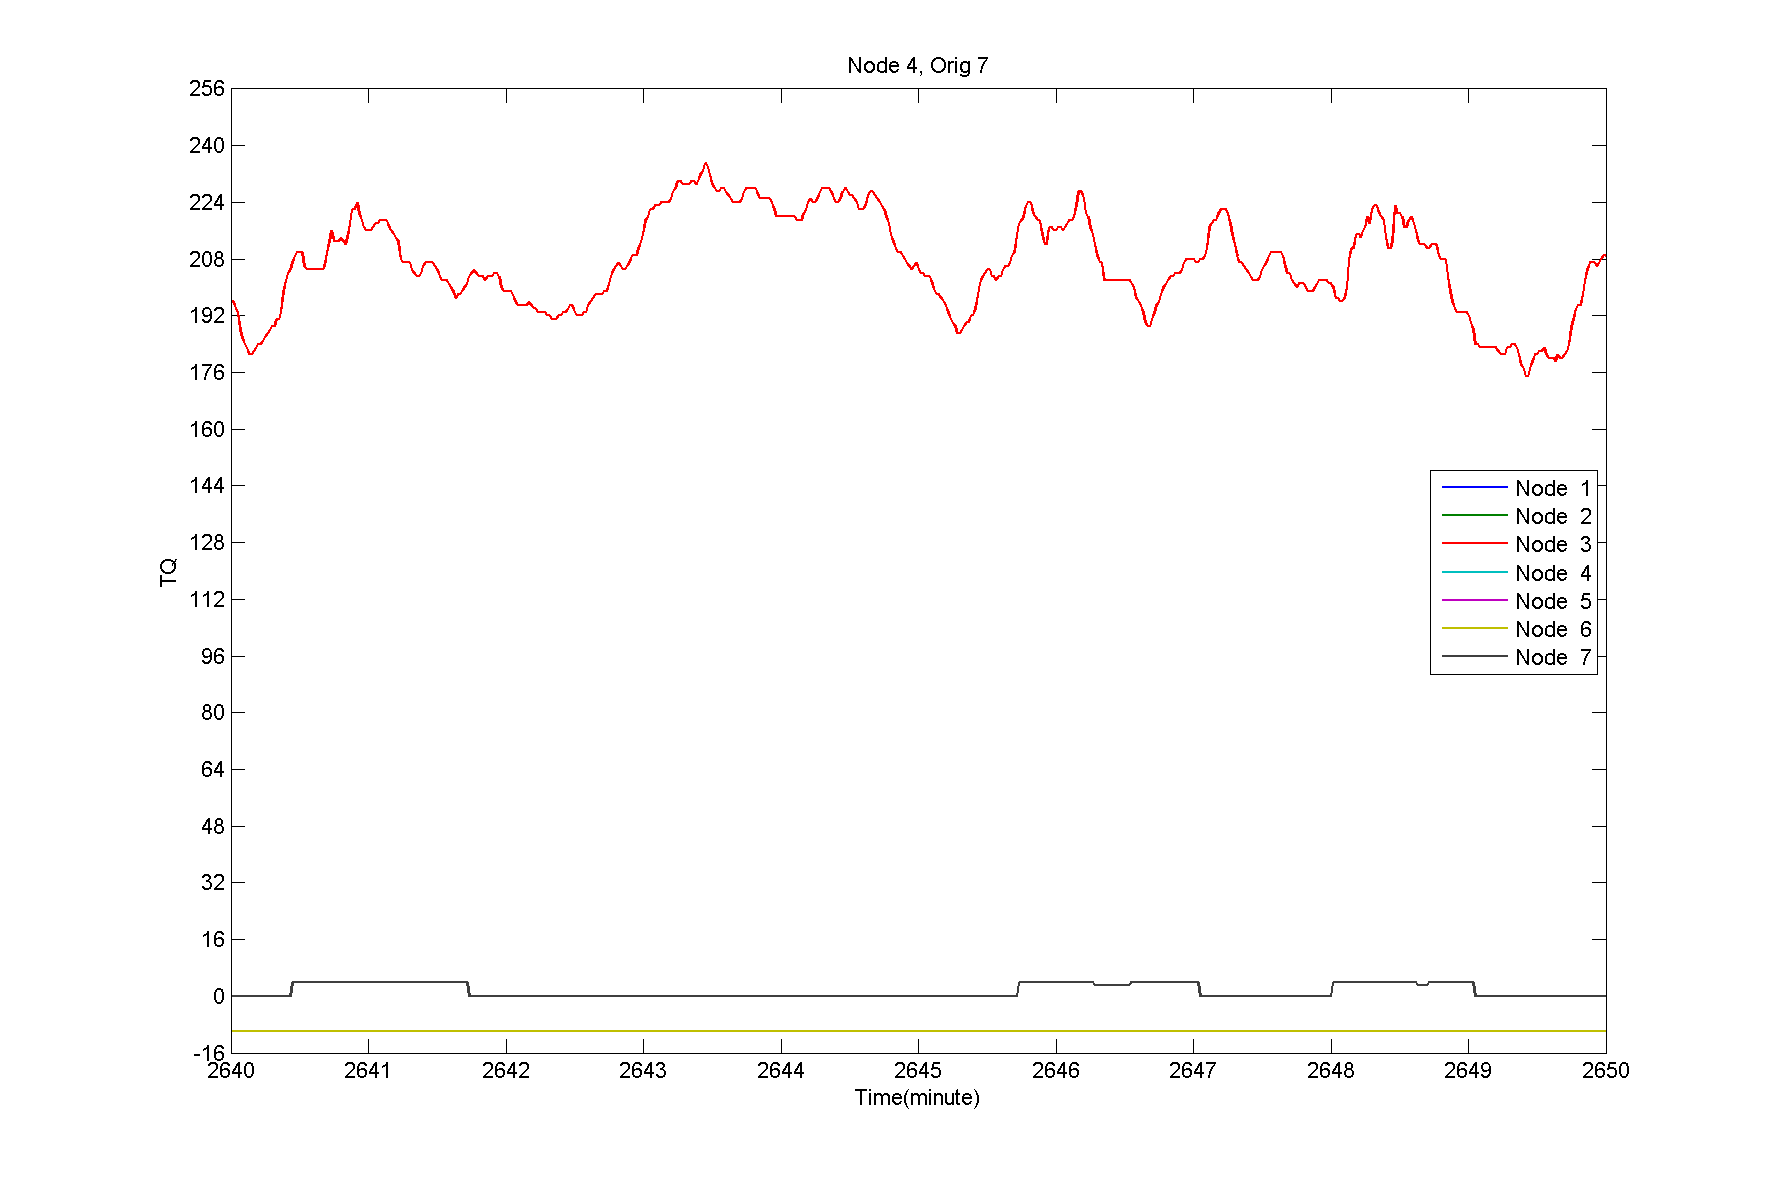 Node 4, Orig 7
256
240
224
208
192
176
160
144
128
112
96
80
64
48
32
16
0
-16
TQ
Node 1
Node 2
Node 3
Node 4
Node 5
Node 6
Node 7
2640 2641 2642 2643 2644 2645 2646 2647 2648 2649 2650
Time(minute)